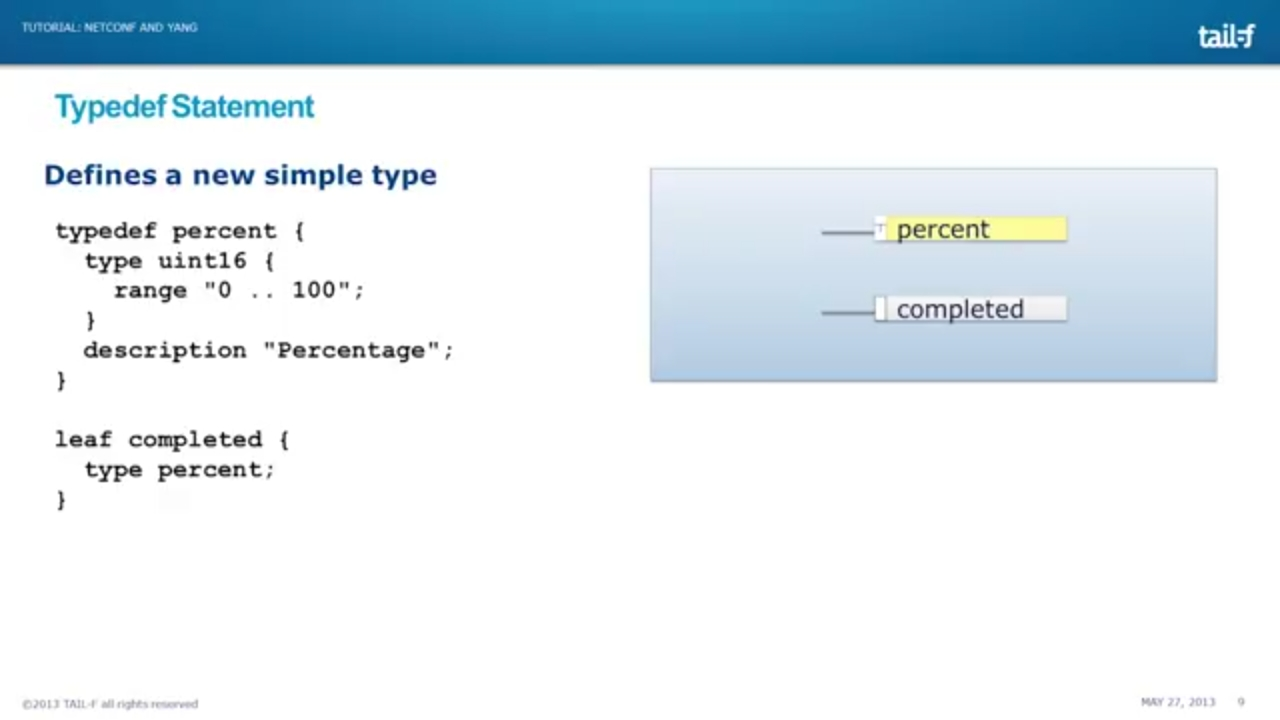 TUTORIAL: NETCONF AND YANG
tail-f
Typedef Statement
Defines a new simple type
typedef percent {
  type uint16 {
    range "0 .. 100";
  }
  description "Percentage";
}
leaf completed {
  type percent;
}
T percent
completed
©2013 TAIL-F all rights reserved
MAY 27, 2013 9